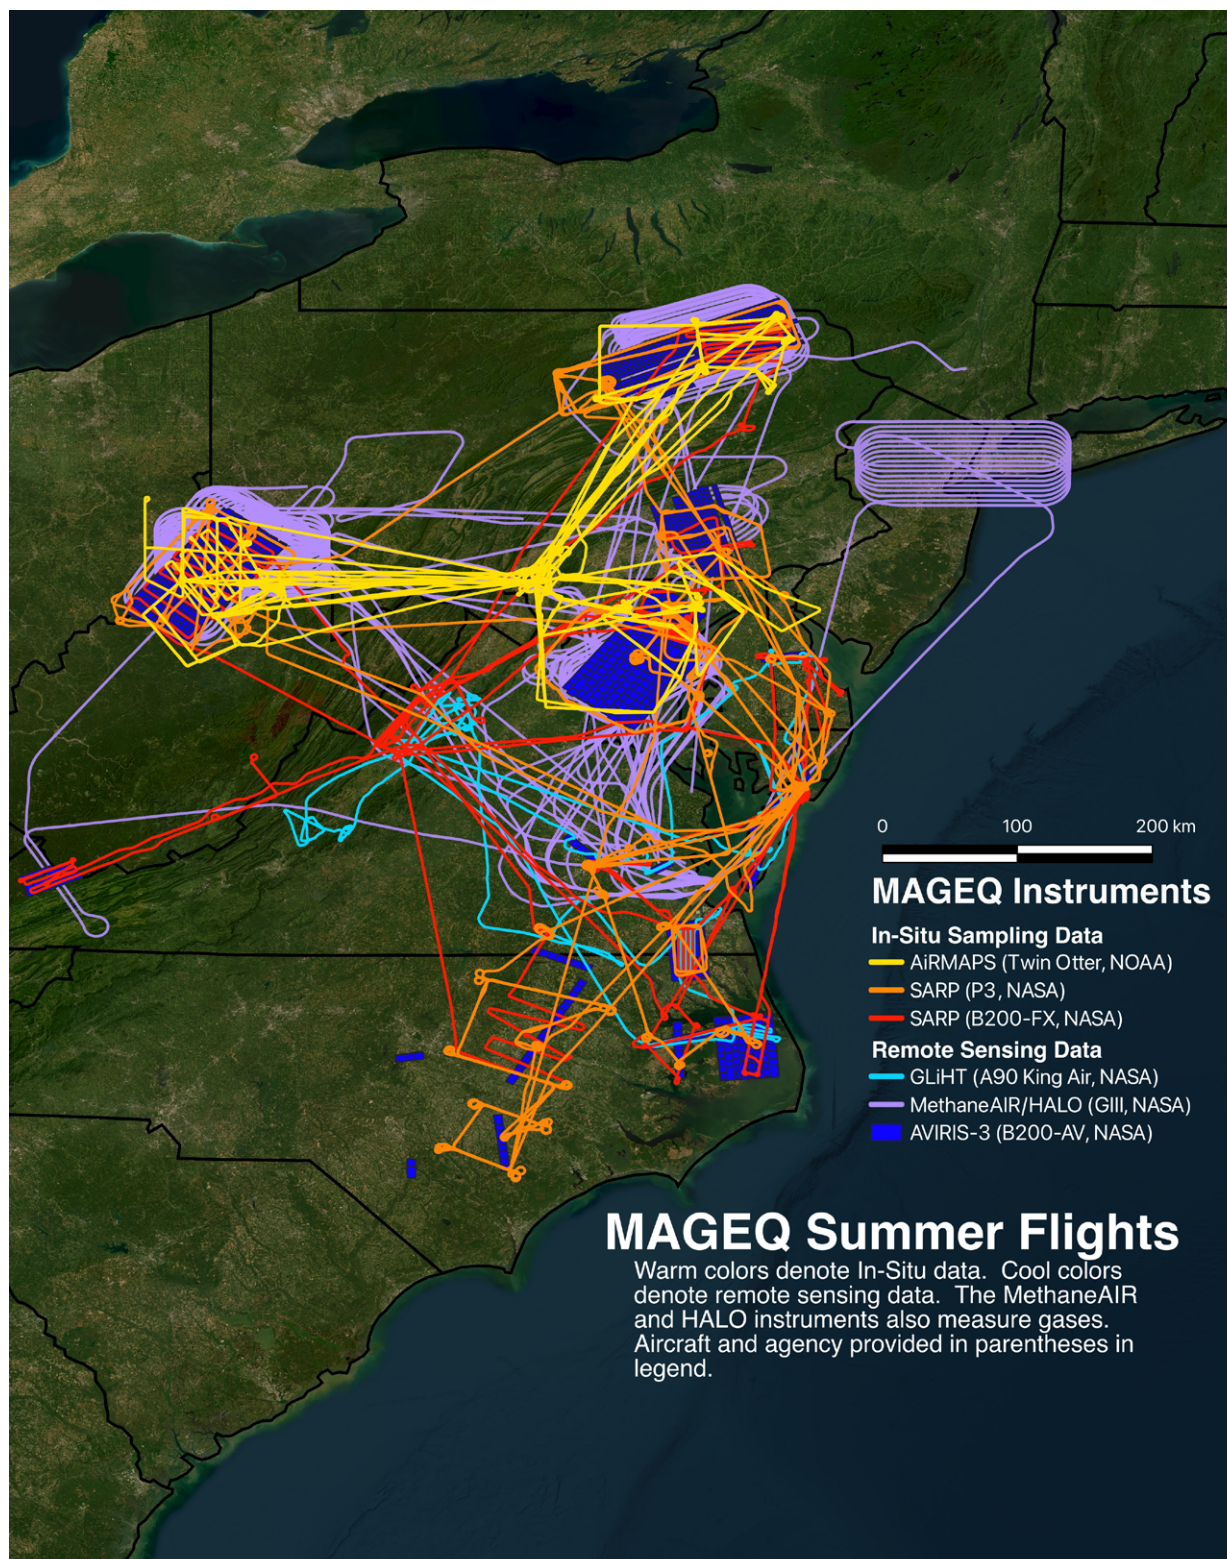 0 100 200 km
MAGEQ Instruments
In-Situ Sampling Data
AiRMAPS (Twin Otter, NOAA)
SARP (P3, NASA)
SARP (B200-FX, NASA)
Remote Sensing Data
GLiHT (A90 King Air, NASA)
MethaneAIR/HALO (GIII, NASA)
AVIRIS-3 (B200-AV, NASA)
MAGEQ Summer Flights
Warm colors denote In-Situ data.  Cool colors
denote remote sensing data.  The MethaneAIR
and HALO instruments also measure gases.
Aircraft and agency provided in parentheses in
legend.